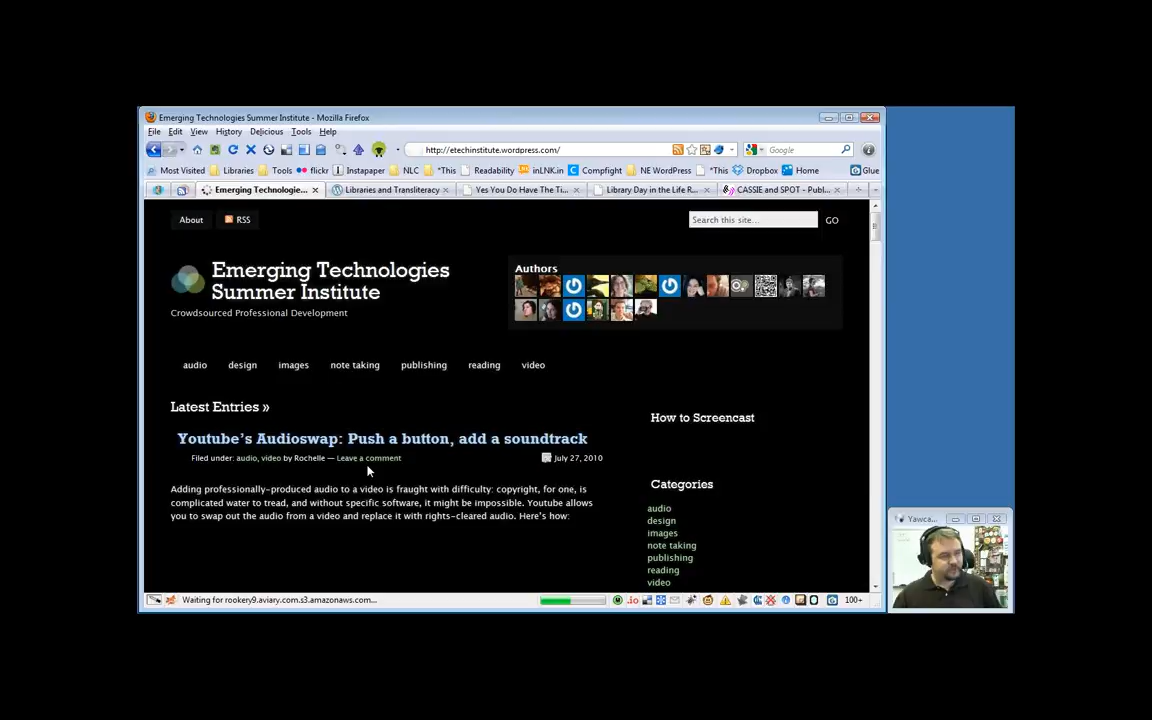 Emerging Technologies Summer Institute - Mozilla Firefox
File Edit View History Delicious Tools Help
http://etechinstitute.wordpress.com/ Google
Most Visited Libraries Tools flickr Instapaper NLC *This Readability inLNK.in Compfight NE WordPress *This Dropbox Home Glue
Emerging Technologie... Libraries and Transliteracy Yes You Do Have The Ti... Library Day in the Life R... CASSIE and SPOT - Publ...
About RSS Search this site... GO
Emerging Technologies
Summer Institute
Crowdsourced Professional Development
Authors
audio design images note taking publishing reading video
Latest Entries »
Youtube's Audioswap: Push a button, add a soundtrack
Filed under: audio, video by Rochelle — Leave a comment July 27, 2010
Adding professionally-produced audio to a video is fraught with difficulty: copyright, for one, is
complicated water to tread, and without specific software, it might be impossible. Youtube allows
you to swap out the audio from a video and replace it with rights-cleared audio. Here's how:
How to Screencast
Categories
audio
design
images
note taking
publishing
reading
video
Yawca...
Waiting for rookery9.aviary.com.s3.amazonaws.com... .io 100+